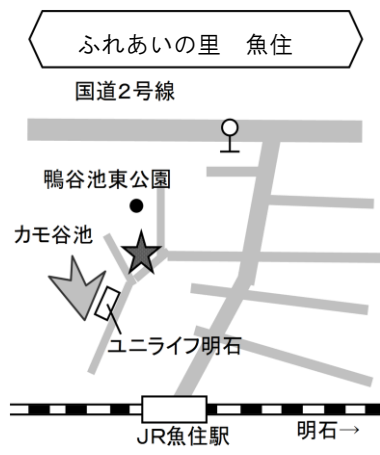 ふれあいの里　魚住
国道2号線
鴨谷池東公園
カモ谷池
ユニライフ明石
JR魚住駅
明石→